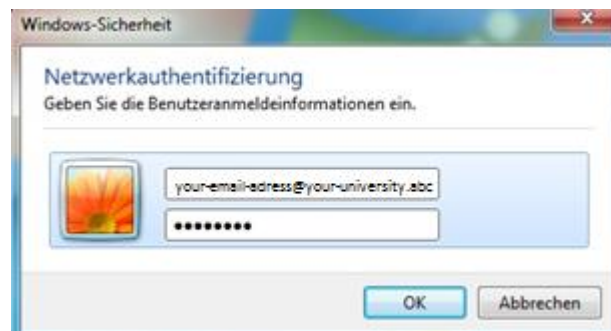 Windows-Sicherheit
Netzwerkauthentifizierung
Geben Sie die Benutzeranmeldeinformationen ein.
your-email-adress@your-university.abc
••••••••
OK Abbrechen